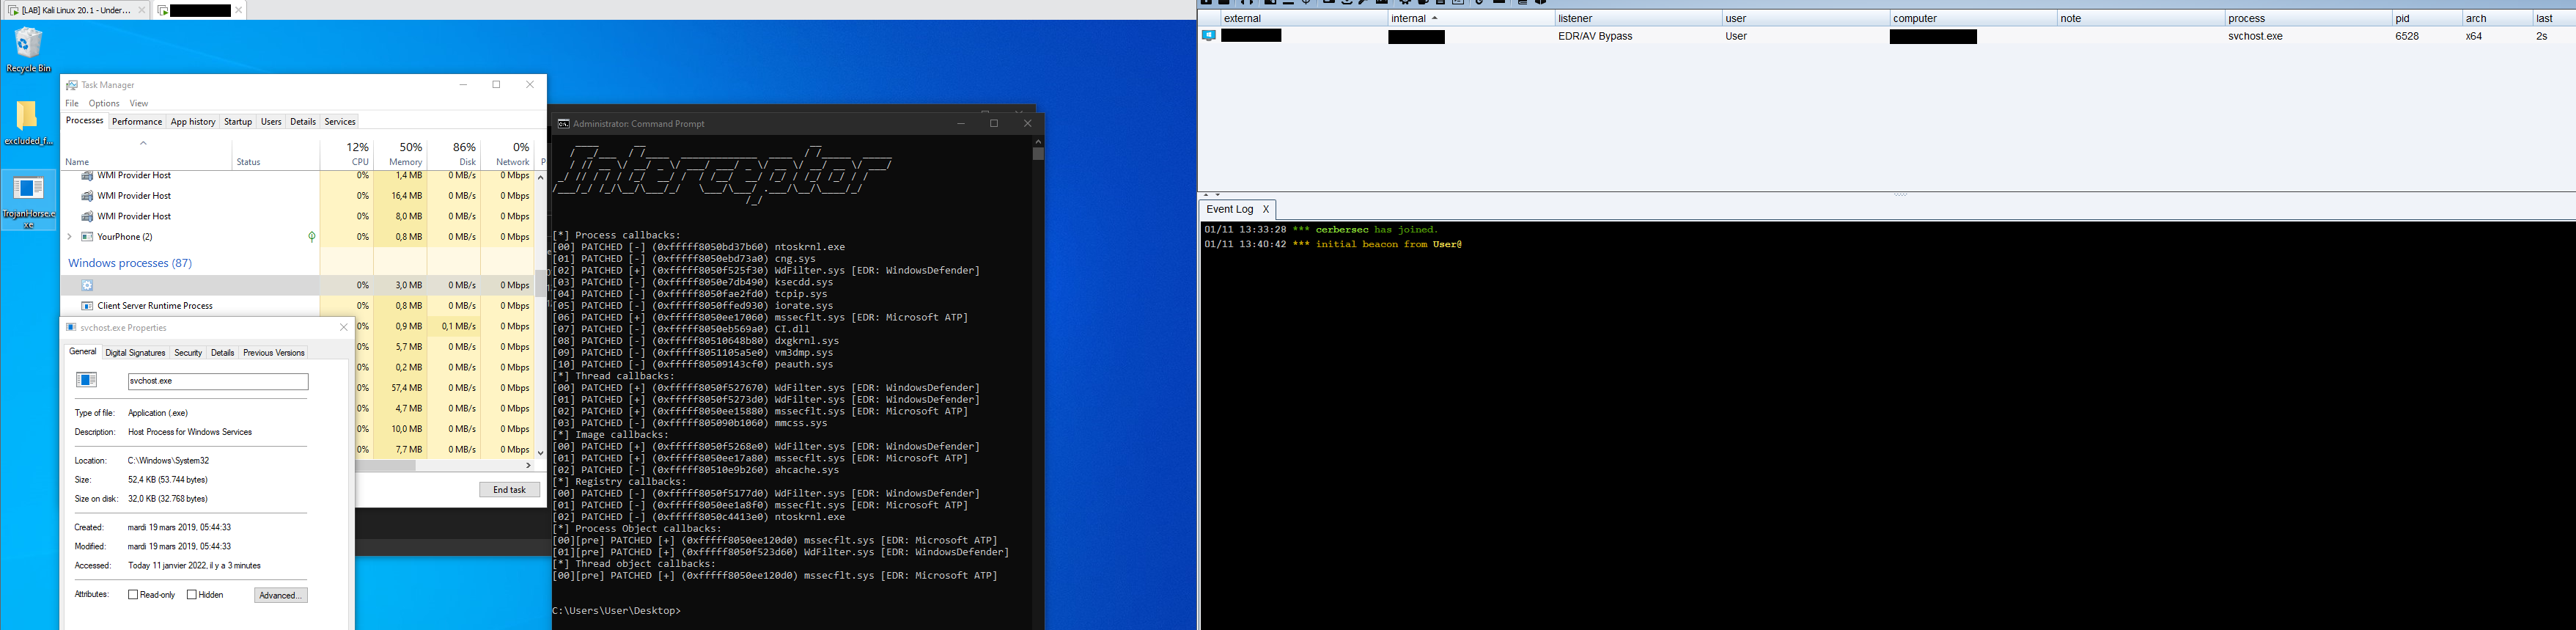 [LAB] Kali Linux 20.1 - Under...
Recycle Bin
excluded_f...
TrojanHorse.e
xe
Task Manager
File Options View
Processes Performance App history Startup Users Details Services
12% 50% 86% 0%
Name Status CPU Memory Disk Network P
WMI Provider Host 0% 1,4 MB 0 MB/s 0 Mbps
WMI Provider Host 0% 16,4 MB 0 MB/s 0 Mbps
WMI Provider Host 0% 8,0 MB 0 MB/s 0 Mbps
YourPhone (2) 0% 0,8 MB 0 MB/s 0 Mbps
Windows processes (87)
0% 3,0 MB 0 MB/s 0 Mbps
Client Server Runtime Process 0% 0,8 MB 0 MB/s 0 Mbps
0% 0,9 MB 0,1 MB/s 0 Mbps
0% 5,7 MB 0 MB/s 0 Mbps
0% 0,2 MB 0 MB/s 0 Mbps
0% 57,4 MB 0 MB/s 0 Mbps
0% 4,7 MB 0 MB/s 0 Mbps
0% 10,0 MB 0 MB/s 0 Mbps
0% 7,7 MB 0 MB/s 0 Mbps
End task
svchost.exe Properties
General Digital Signatures Security Details Previous Versions
svchost.exe
Type of file: Application (.exe)
Description: Host Process for Windows Services
Location: C:\Windows\System32
Size: 52,4 KB (53.744 bytes)
Size on disk: 32,0 KB (32.768 bytes)
Created: mardi 19 mars 2019, 05:44:33
Modified: mardi 19 mars 2019, 05:44:33
Accessed: Today 11 janvier 2022, il y a 3 minutes
Attributes: Read-only Hidden Advanced...
Administrator: Command Prompt
Interceptor
[*] Process callbacks:
[00] PATCHED [-] (0xfffff8050bd37b60) ntoskrnl.exe
[01] PATCHED [-] (0xfffff8050ebd73a0) cng.sys
[02] PATCHED [+] (0xfffff8050f525f30) WdFilter.sys [EDR: WindowsDefender]
[03] PATCHED [-] (0xfffff8050e7db490) ksecdd.sys
[04] PATCHED [-] (0xfffff8050fae2fd0) tcpip.sys
[05] PATCHED [-] (0xfffff8050ffed930) iorate.sys
[06] PATCHED [+] (0xfffff8050ee17060) mssecflt.sys [EDR: Microsoft ATP]
[07] PATCHED [-] (0xfffff8050eb569a0) CI.dll
[08] PATCHED [-] (0xfffff80510648b80) dxgkrnl.sys
[09] PATCHED [-] (0xfffff8051105a5e0) vm3dmp.sys
[10] PATCHED [-] (0xfffff80509143cf0) peauth.sys
[*] Thread callbacks:
[00] PATCHED [+] (0xfffff8050f527670) WdFilter.sys [EDR: WindowsDefender]
[01] PATCHED [+] (0xfffff8050f5273d0) WdFilter.sys [EDR: WindowsDefender]
[02] PATCHED [+] (0xfffff8050ee15880) mssecflt.sys [EDR: Microsoft ATP]
[03] PATCHED [-] (0xfffff805090b1060) mmcss.sys
[*] Image callbacks:
[00] PATCHED [+] (0xfffff8050f5268e0) WdFilter.sys [EDR: WindowsDefender]
[01] PATCHED [+] (0xfffff8050ee17a80) mssecflt.sys [EDR: Microsoft ATP]
[02] PATCHED [-] (0xfffff80510e9b260) ahcache.sys
[*] Registry callbacks:
[00] PATCHED [-] (0xfffff8050f5177d0) WdFilter.sys [EDR: WindowsDefender]
[01] PATCHED [-] (0xfffff8050ee1a8f0) mssecflt.sys [EDR: Microsoft ATP]
[02] PATCHED [-] (0xfffff8050c4413e0) ntoskrnl.exe
[*] Process Object callbacks:
[00][pre] PATCHED [+] (0xfffff8050ee120d0) mssecflt.sys [EDR: Microsoft ATP]
[01][pre] PATCHED [+] (0xfffff8050f523d60) WdFilter.sys [EDR: WindowsDefender]
[*] Thread object callbacks:
[00][pre] PATCHED [+] (0xfffff8050ee120d0) mssecflt.sys [EDR: Microsoft ATP]
C:\Users\User\Desktop>
external internal listener user computer note process pid arch last
EDR/AV Bypass User svchost.exe 6528 x64 2s
Event Log X
01/11 13:33:28 *** cerbersec has joined.
01/11 13:40:42 *** initial beacon from User@